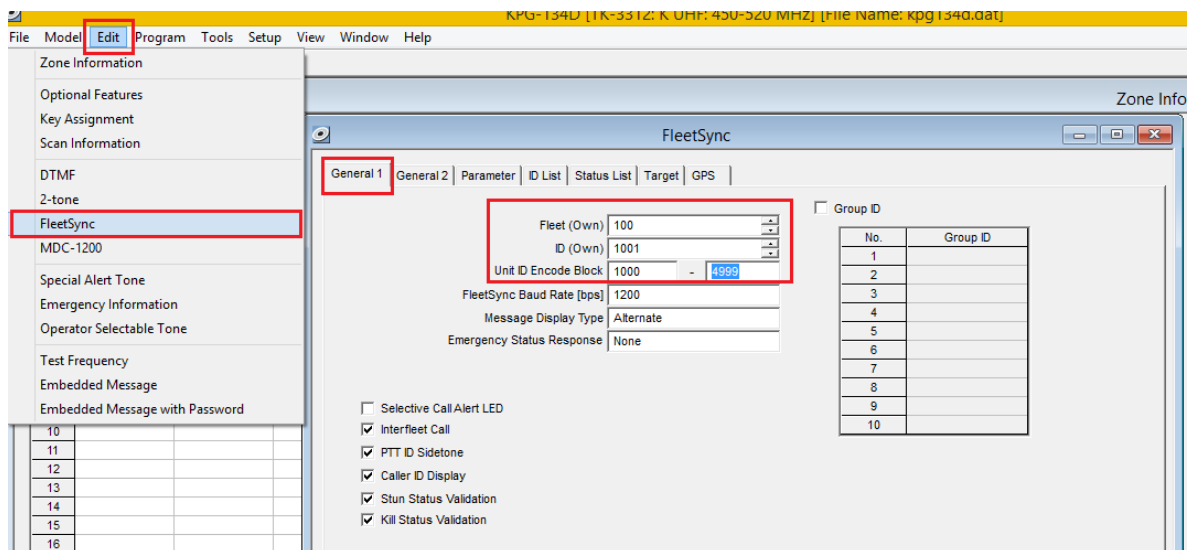 KPG-134D [TK-3312: K UHF: 450-520 MHz] [File Name: kpg134d.dat]
File Model Edit Program Tools Setup View Window Help
Zone Information
Optional Features
Key Assignment
Scan Information
DTMF
2-tone
FleetSync
MDC-1200
Special Alert Tone
Emergency Information
Operator Selectable Tone
Test Frequency
Embedded Message
Embedded Message with Password
10
11
12
13
14
15
16
Zone Info
FleetSync
General 1 General 2 Parameter ID List Status List Target GPS
Fleet (Own) 100
ID (Own) 1001
Unit ID Encode Block 1000 - 4999
FleetSync Baud Rate [bps] 1200
Message Display Type Alternate
Emergency Status Response None
Selective Call Alert LED
Interfleet Call
PTT ID Sidetone
Caller ID Display
Stun Status Validation
Kill Status Validation
Group ID
No. Group ID
1
2
3
4
5
6
7
8
9
10